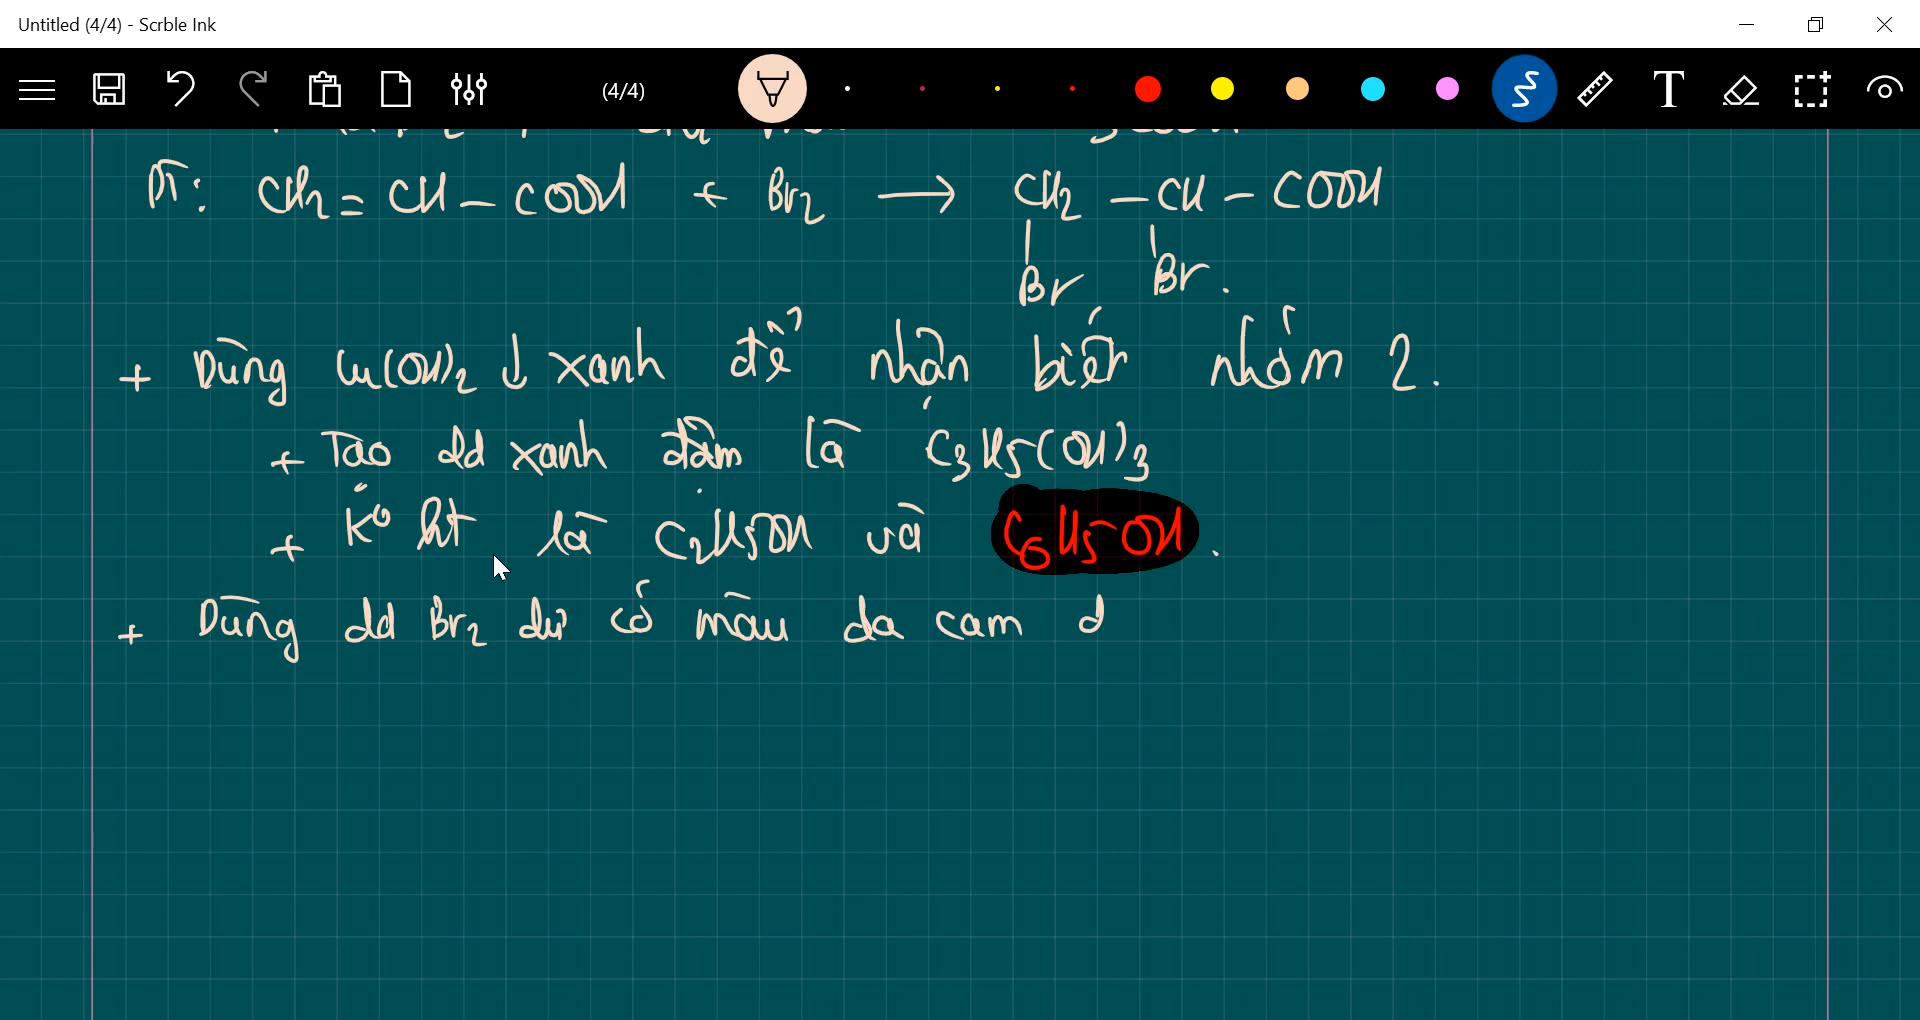 Untitled (4/4) - Scrble Ink
(4/4)
PT: CH2 = CH - COOH + Br2 → CH2 - CH - COOH
Br Br.
+ Dùng Cu(OH)2 ↓ xanh để nhận biết nhóm 2.
+ Tạo dd xanh đậm là C3H5(OH)3
+ Ko ht là C2H5OH và C6H5-OH.
+ Dùng dd Br2 dư có màu da cam d